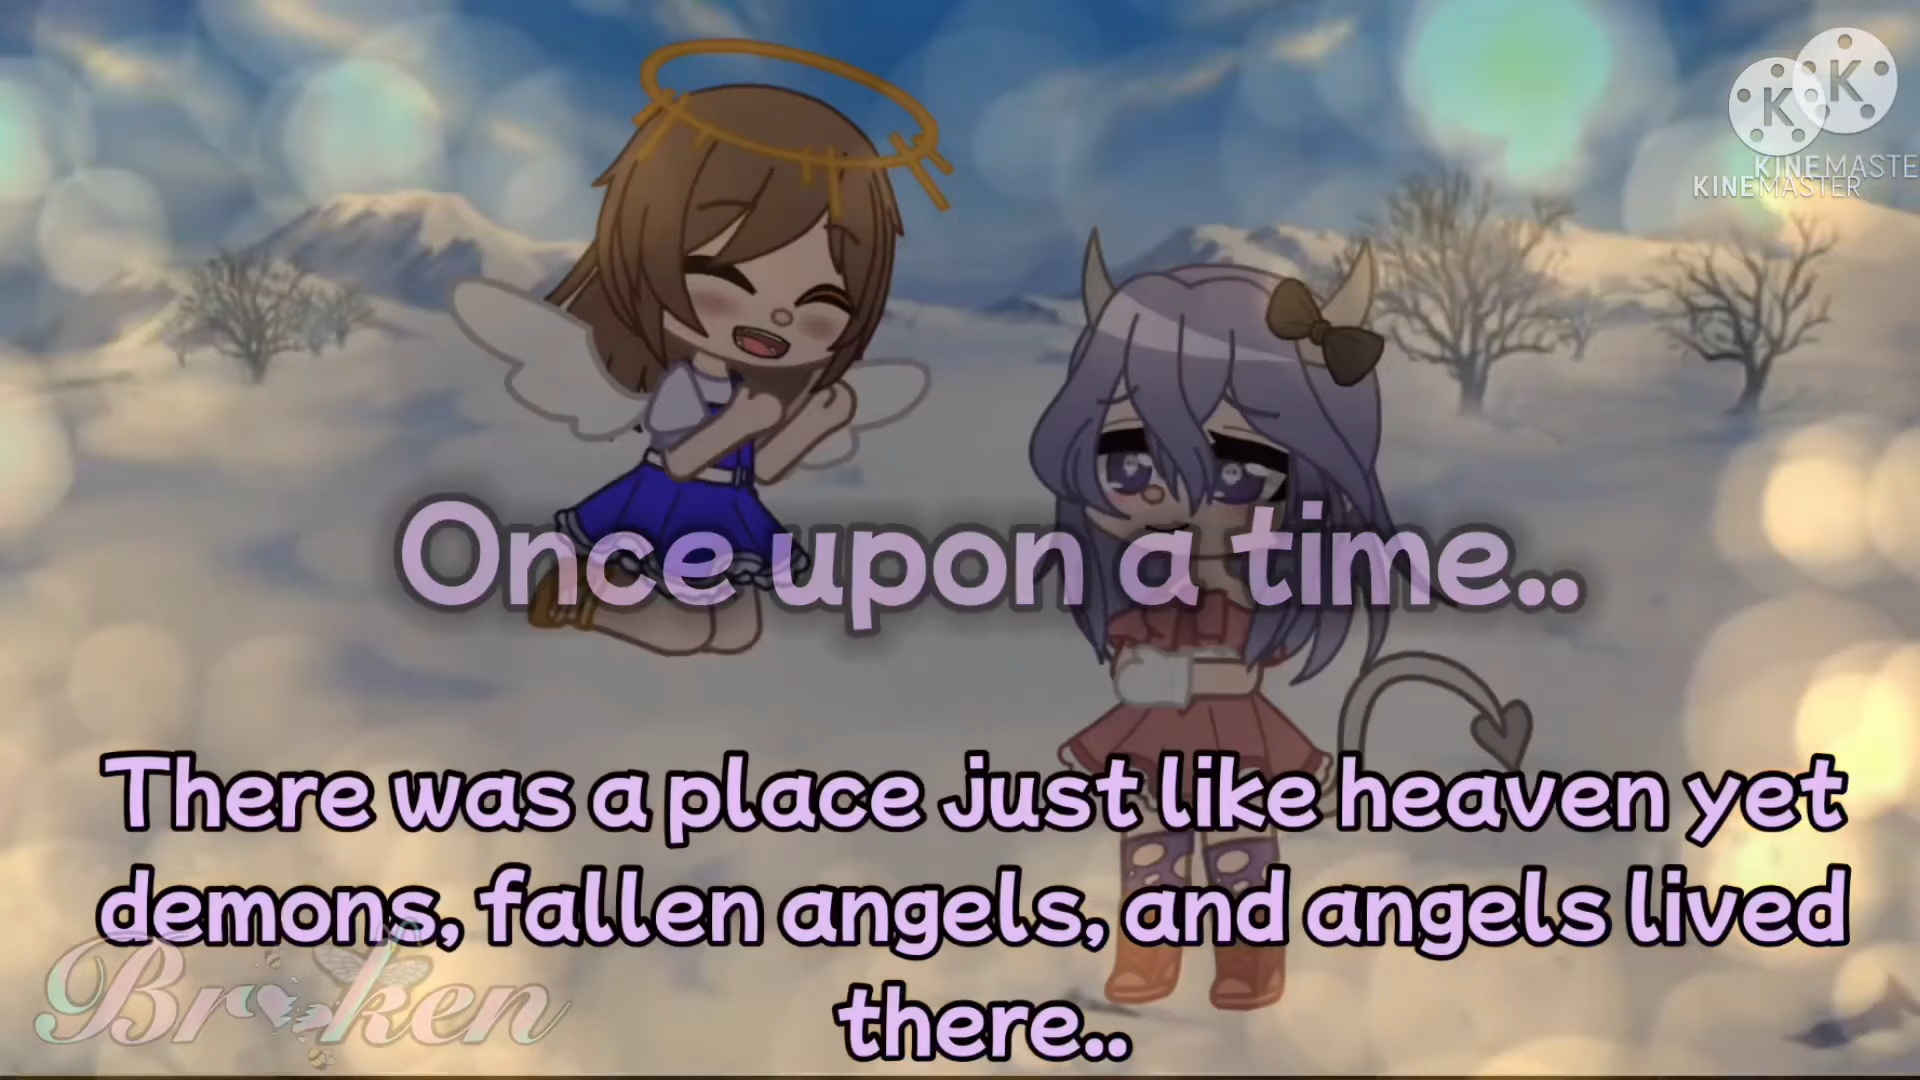 K
K
KINEMASTE
KINEMASTER
Once upon a time..
There was a place just like heaven yet
demons, fallen angels, and angels lived
there..
Broken